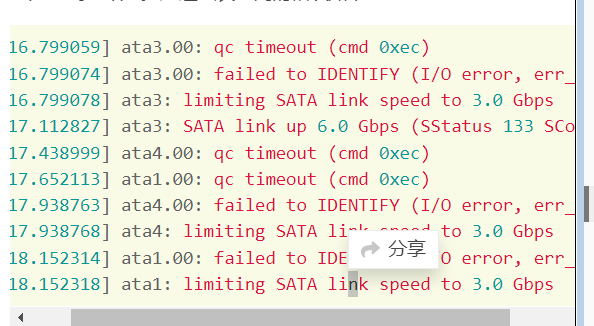 16.799059] ata3.00: qc timeout (cmd 0xec)
16.799074] ata3.00: failed to IDENTIFY (I/O error, err_
16.799078] ata3: limiting SATA link speed to 3.0 Gbps
17.112827] ata3: SATA link up 6.0 Gbps (SStatus 133 SCo
17.438999] ata4.00: qc timeout (cmd 0xec)
17.652113] ata1.00: qc timeout (cmd 0xec)
17.938763] ata4.00: failed to IDENTIFY (I/O error, err_
17.938768] ata4: limiting SATA link speed to 3.0 Gbps
分享
18.152314] ata1.00: failed to IDE O error, err_
18.152318] ata1: limiting SATA link speed to 3.0 Gbps